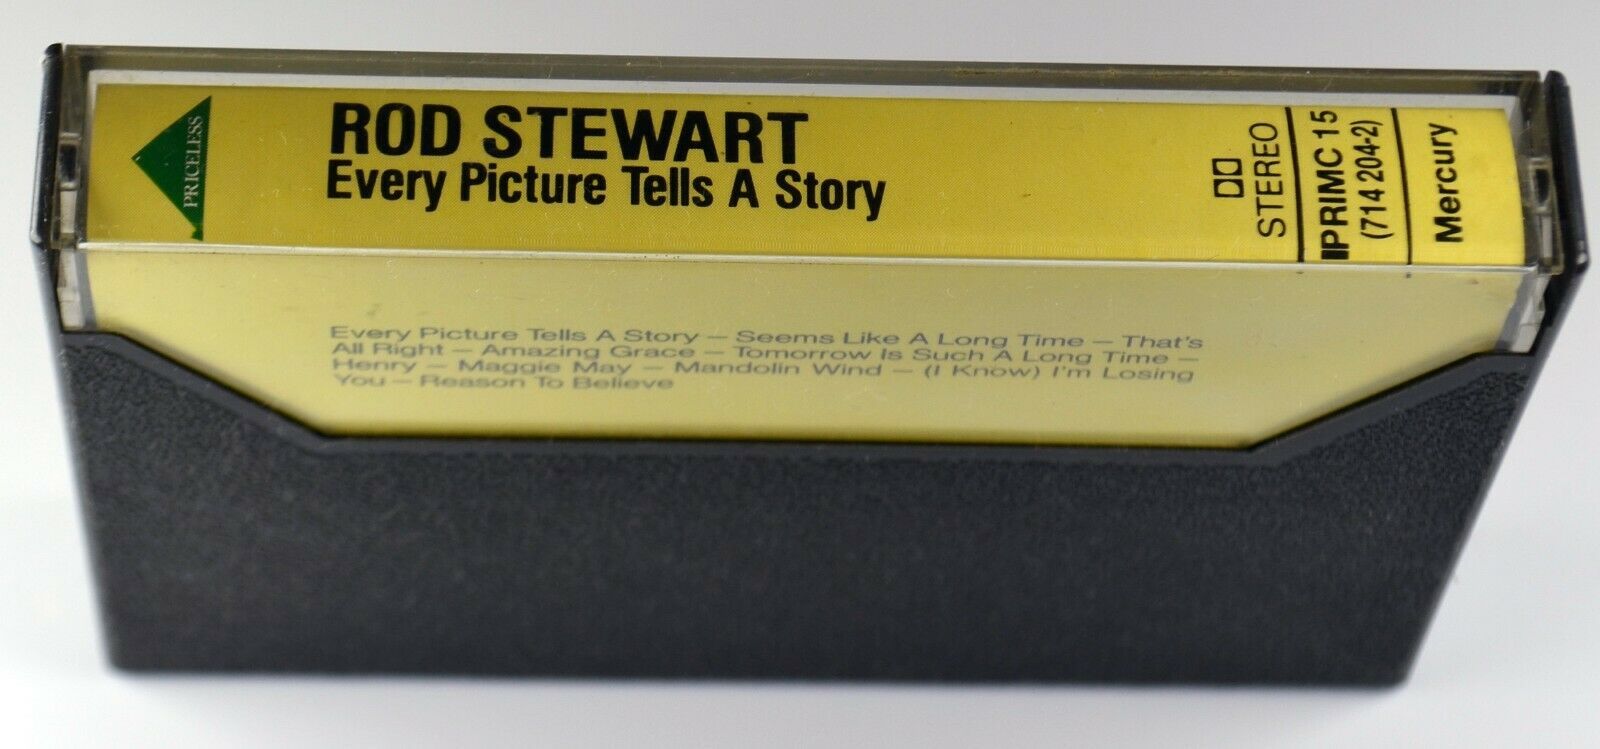 PRICELESS
ROD STEWART
Every Picture Tells A Story
STEREO
PRIMC 15
(714 204-2)
Mercury
Every Picture Tells A Story – Seems Like A Long Time – That's
All Right – Amazing Grace – Tomorrow Is Such A Long Time –
Henry – Maggie May – Mandolin Wind – (I Know) I'm Losing
You – Reason To Believe